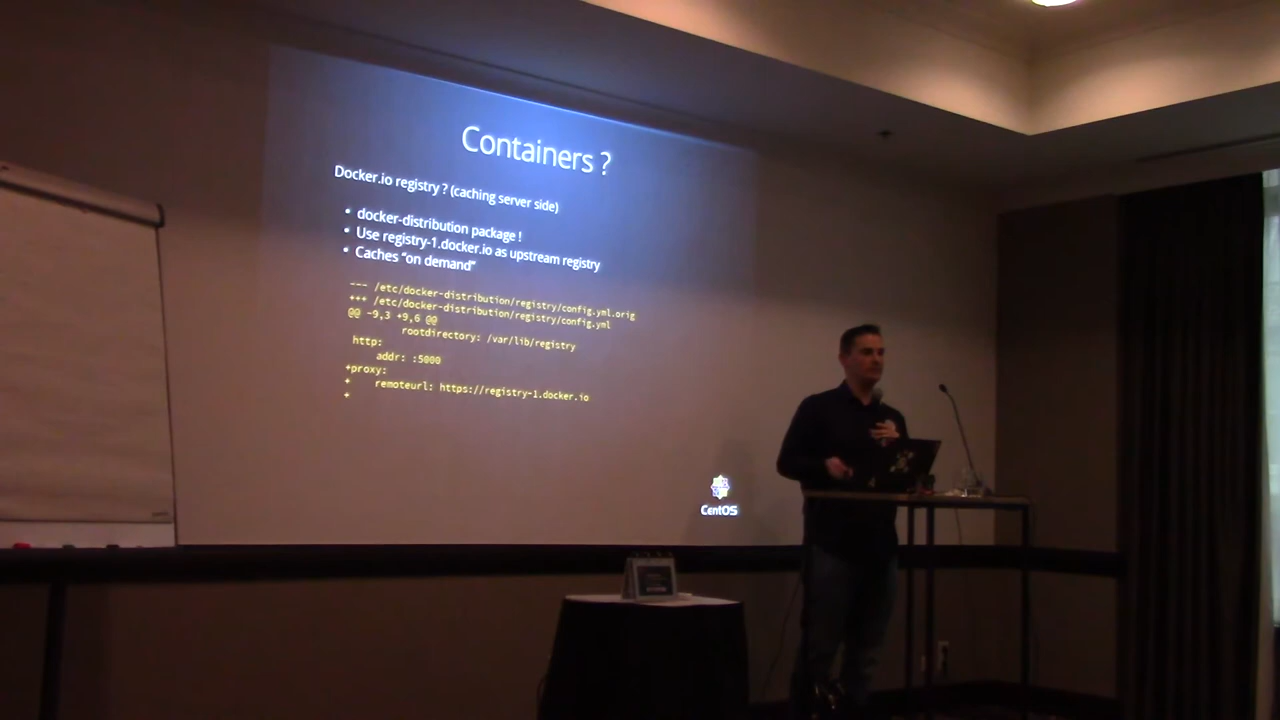 Containers ?
Docker.io registry ? (caching server side)
• docker-distribution package !
• Use registry-1.docker.io as upstream registry
• Caches “on demand”
--- /etc/docker-distribution/registry/config.yml.orig
+++ /etc/docker-distribution/registry/config.yml
@@ -9,3 +9,6 @@
rootdirectory: /var/lib/registry
http:
addr: :5000
+proxy:
+ remoteurl: https://registry-1.docker.io
+
CentOS